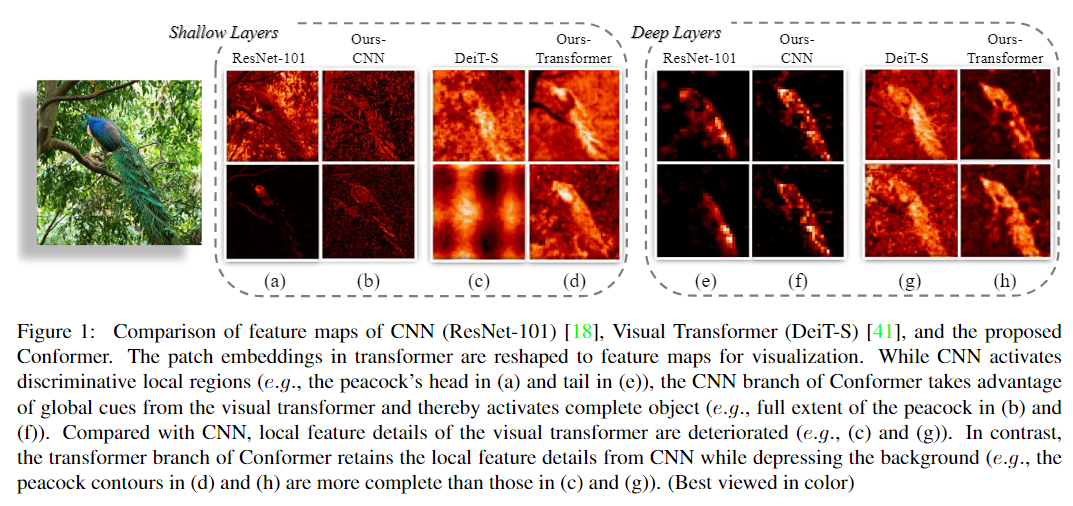 Shallow Layers
Deep Layers
ResNet-101
Ours-
CNN
DeiT-S
Ours-
Transformer
ResNet-101
Ours-
CNN
DeiT-S
Ours-
Transformer
(a)
(b)
(c)
(d)
(e)
(f)
(g)
(h)
Figure 1: Comparison of feature maps of CNN (ResNet-101) [18], Visual Transformer (DeiT-S) [41], and the proposed
Conformer. The patch embeddings in transformer are reshaped to feature maps for visualization. While CNN activates
discriminative local regions (e.g., the peacock's head in (a) and tail in (e)), the CNN branch of Conformer takes advantage
of global cues from the visual transformer and thereby activates complete object (e.g., full extent of the peacock in (b) and
(f)). Compared with CNN, local feature details of the visual transformer are deteriorated (e.g., (c) and (g)). In contrast,
the transformer branch of Conformer retains the local feature details from CNN while depressing the background (e.g., the
peacock contours in (d) and (h) are more complete than those in (c) and (g)). (Best viewed in color)